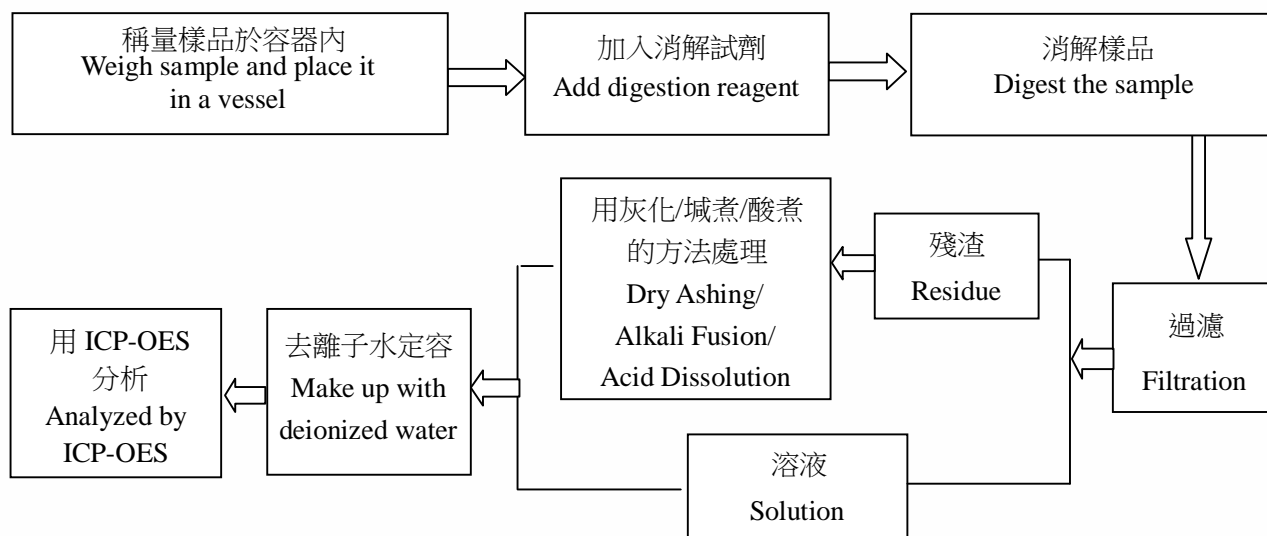 稱量樣品於容器內
Weigh sample and place it
in a vessel
加入消解試劑
Add digestion reagent
消解樣品
Digest the sample
過濾
Filtration
殘渣
Residue
用灰化/堿煮/酸煮
的方法處理
Dry Ashing/
Alkali Fusion/
Acid Dissolution
溶液
Solution
去離子水定容
Make up with
deionized water
用 ICP-OES
分析
Analyzed by
ICP-OES